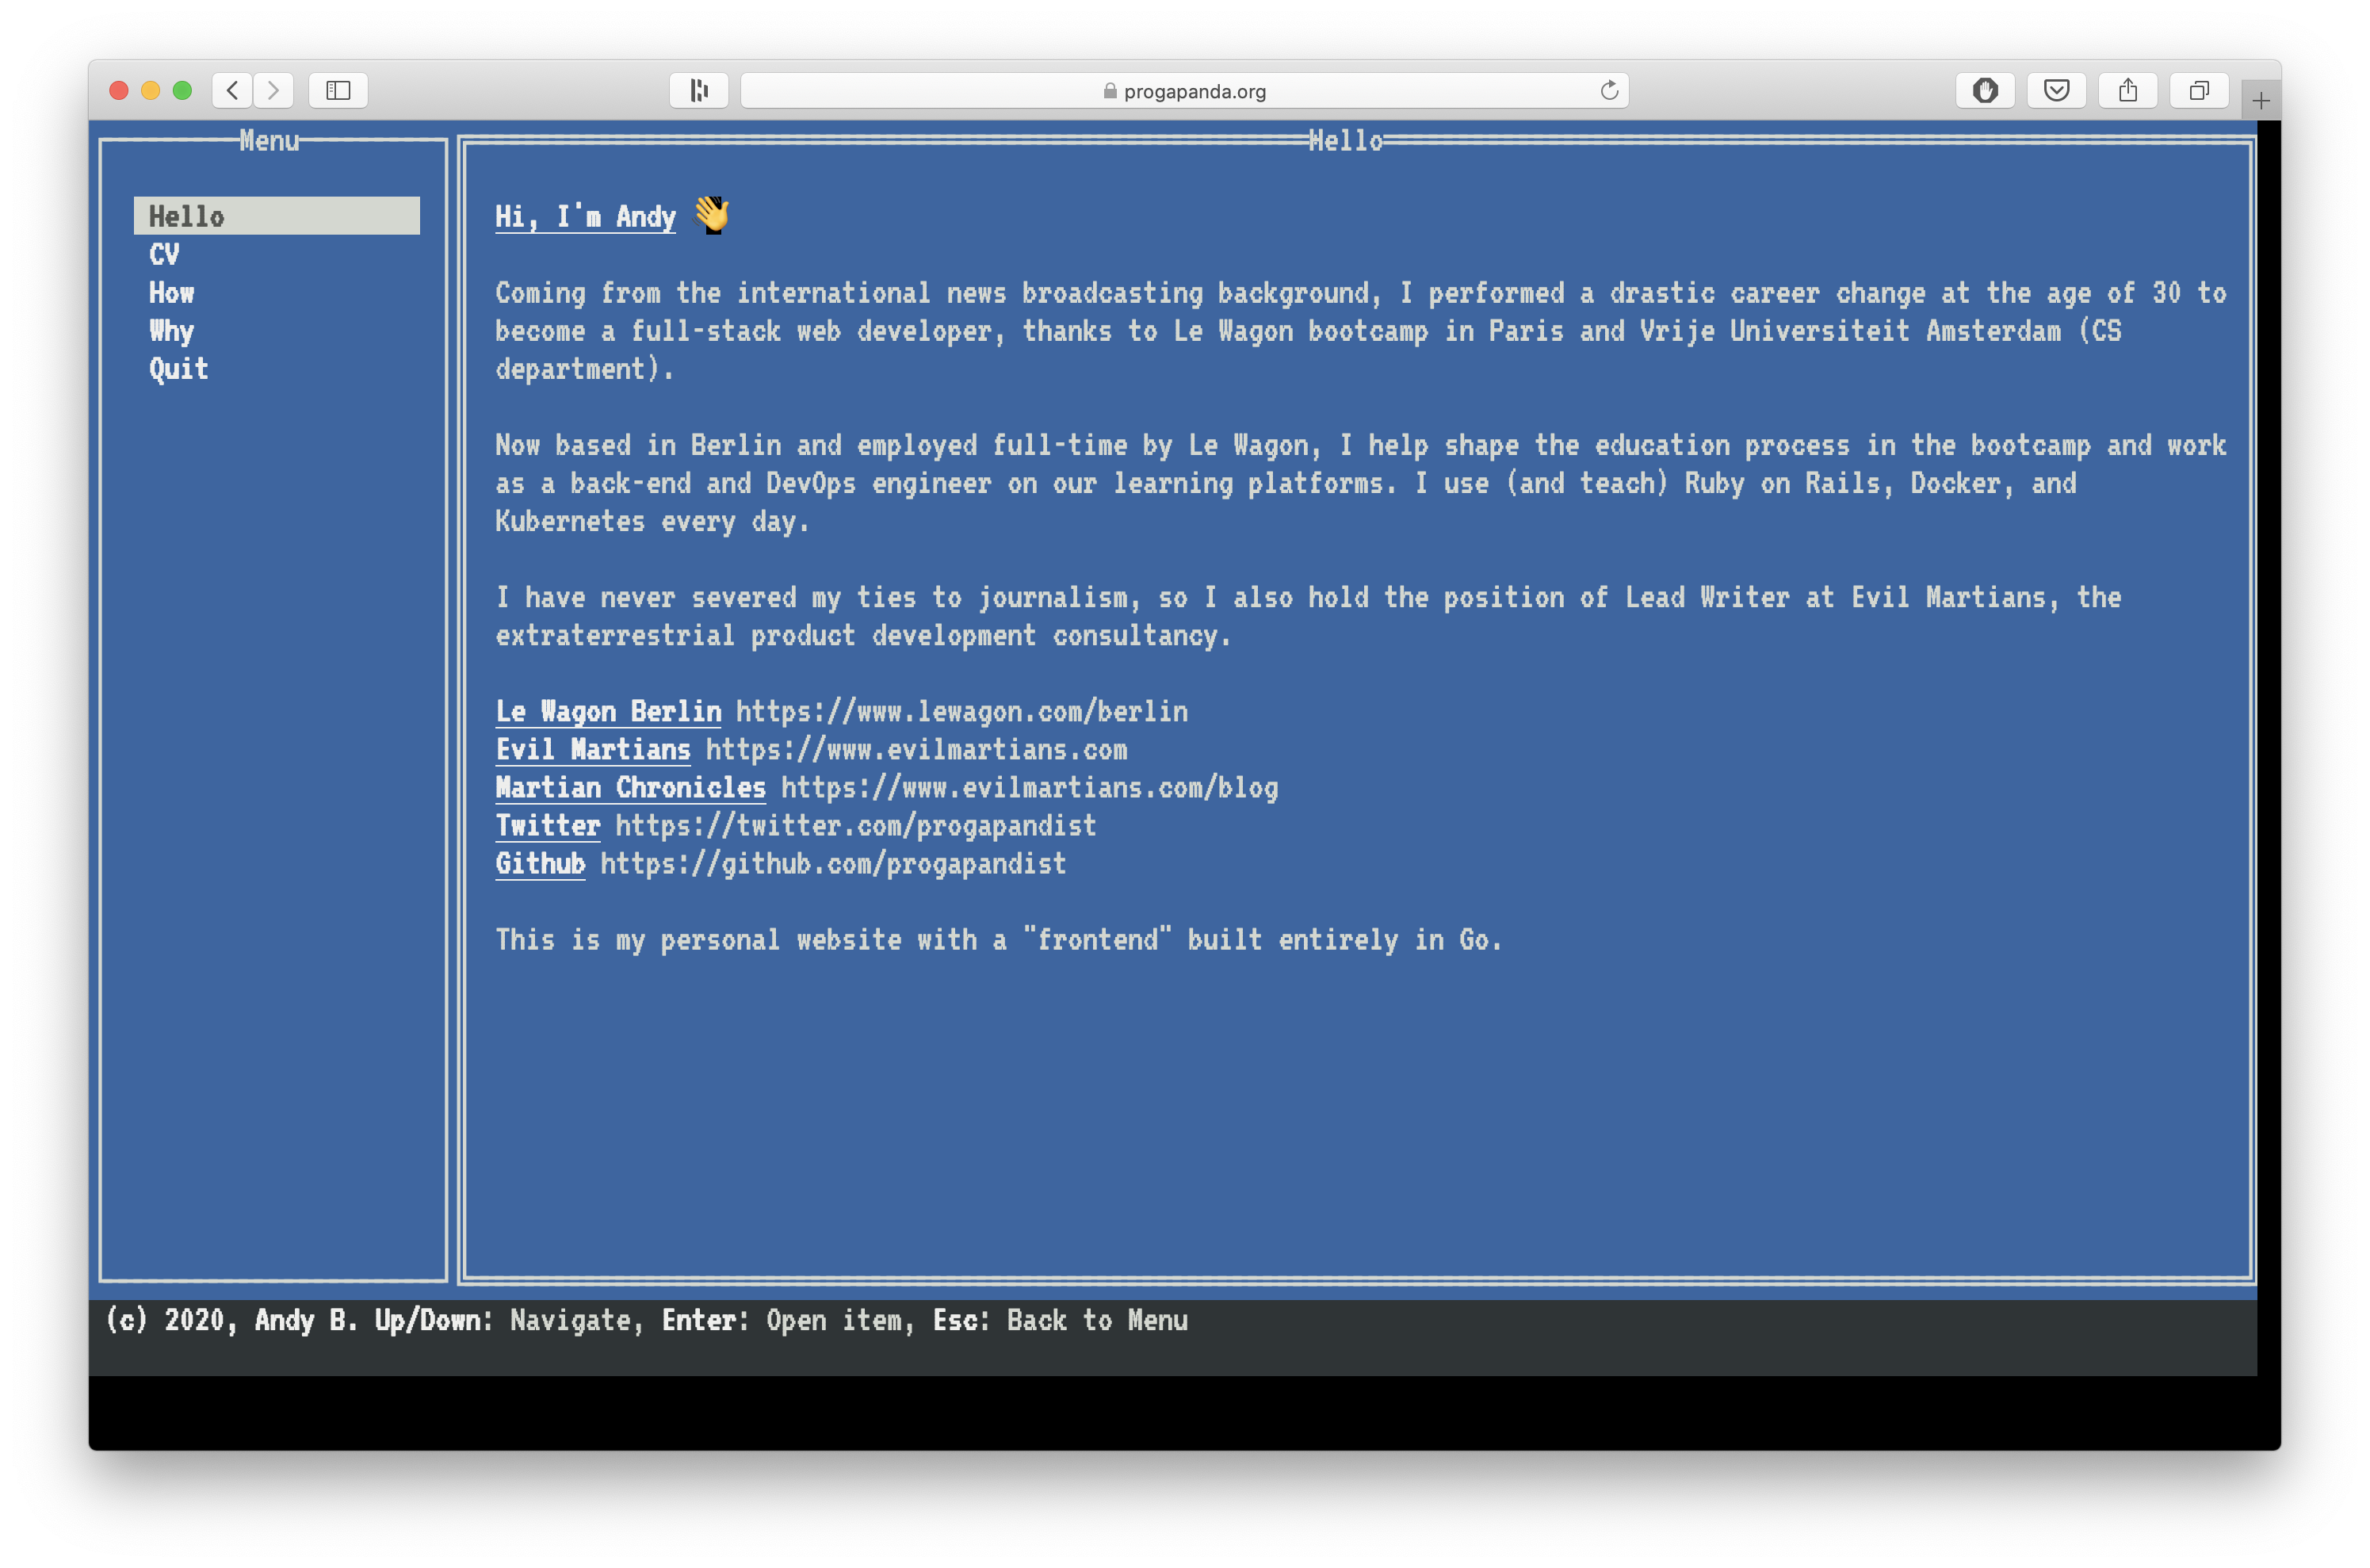 progapanda.org
Menu
Hello
CV
How
Why
Quit
Hello
Hi, I'm Andy 👋
Coming from the international news broadcasting background, I performed a drastic career change at the age of 30 to
become a full-stack web developer, thanks to Le Wagon bootcamp in Paris and Vrije Universiteit Amsterdam (CS
department).
Now based in Berlin and employed full-time by Le Wagon, I help shape the education process in the bootcamp and work
as a back-end and DevOps engineer on our learning platforms. I use (and teach) Ruby on Rails, Docker, and
Kubernetes every day.
I have never severed my ties to journalism, so I also hold the position of Lead Writer at Evil Martians, the
extraterrestrial product development consultancy.
Le Wagon Berlin https://www.lewagon.com/berlin
Evil Martians https://www.evilmartians.com
Martian Chronicles https://www.evilmartians.com/blog
Twitter https://twitter.com/progapandist
Github https://github.com/progapandist
This is my personal website with a "frontend" built entirely in Go.
(c) 2020, Andy B. Up/Down: Navigate, Enter: Open item, Esc: Back to Menu